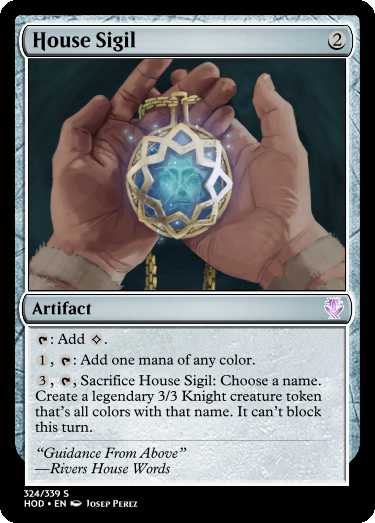 House Sigil 2
Artifact
T: Add C.
1, T: Add one mana of any color.
3, T, Sacrifice House Sigil: Choose a name.
Create a legendary 3/3 Knight creature token
that's all colors with that name. It can't block
this turn.
“Guidance From Above”
—Rivers House Words
324/339 S
HOD • EN Josep Perez